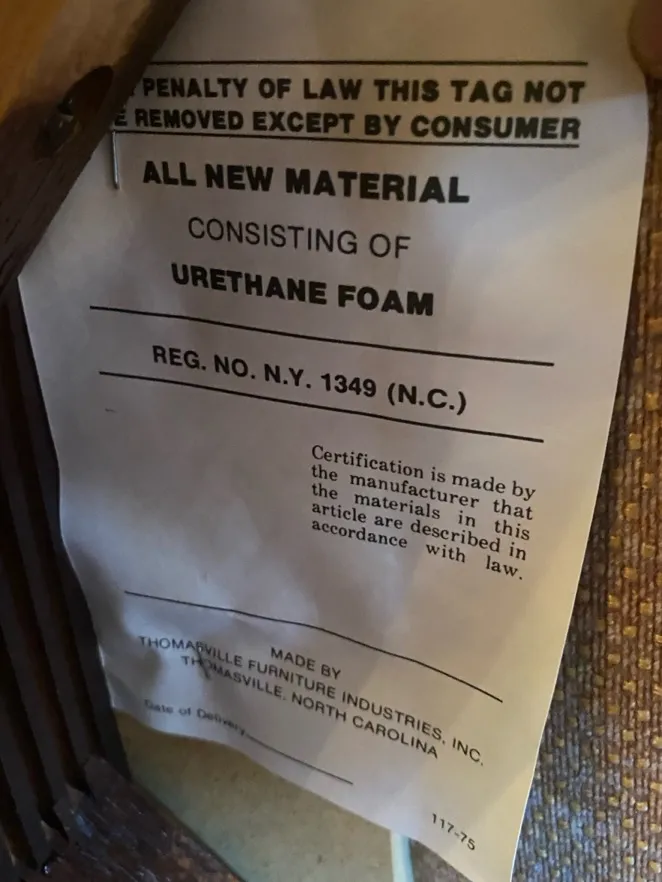 PENALTY OF LAW THIS TAG NOT
E REMOVED EXCEPT BY CONSUMER
ALL NEW MATERIAL
CONSISTING OF
URETHANE FOAM
REG. NO. N.Y. 1349 (N.C.)
Certification is made by
the manufacturer that
the materials in this
article are described in
accordance with law.
MADE BY
THOMASVILLE FURNITURE INDUSTRIES, INC.
THOMASVILLE, NORTH CAROLINA
Date of Delivery
117-75